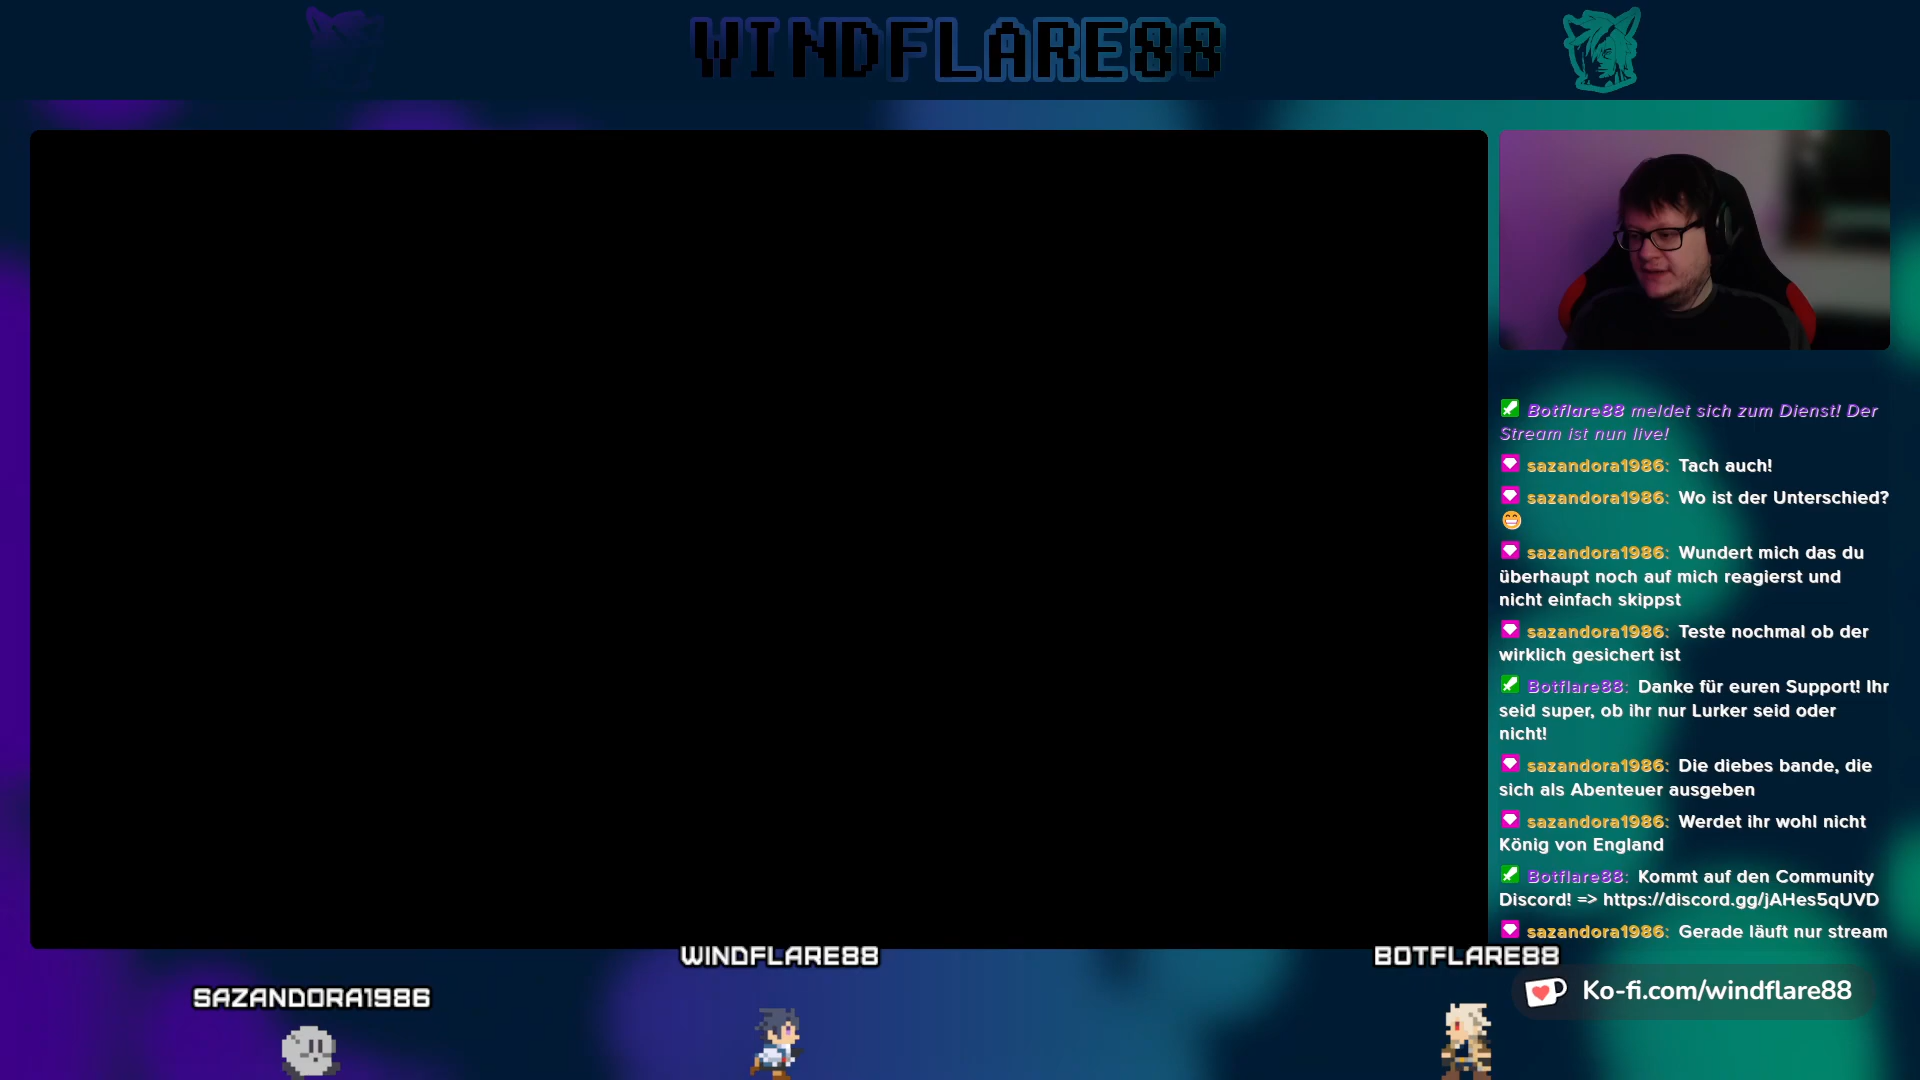 WINDFLARE88
Botflare88 meldet sich zum Dienst! Der
Stream ist nun live!
sazandora1986: Tach auch!
sazandora1986: Wo ist der Unterschied?
sazandora1986: Wundert mich das du
überhaupt noch auf mich reagierst und
nicht einfach skippst
sazandora1986: Teste nochmal ob der
wirklich gesichert ist
Botflare88: Danke für euren Support! Ihr
seid super, ob ihr nur Lurker seid oder
nicht!
sazandora1986: Die diebes bande, die
sich als Abenteuer ausgeben
sazandora1986: Werdet ihr wohl nicht
König von England
Botflare88: Kommt auf den Community
Discord! => https://discord.gg/jAHes5qUVD
sazandora1986: Gerade läuft nur stream
WINDFLARE88
BOTFLARE88
SAZANDORA1986
Ko-fi.com/windflare88